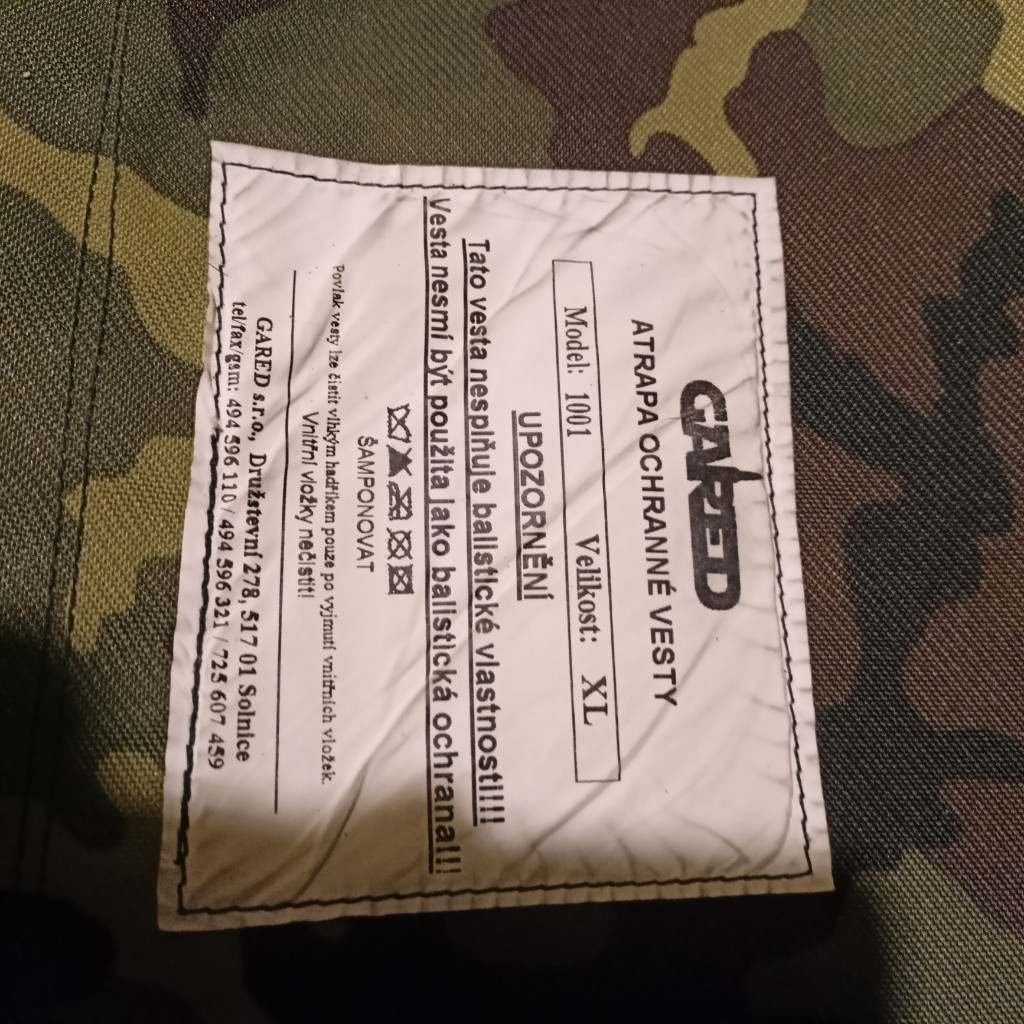 GARED
ATRAPA OCHRANNÉ VESTY
Model: 1001 Velikost: XL
UPOZORNĚNÍ
Tato vesta nesplňuje balistické vlastnosti!!!
Vesta nesmí být použita jako balistická ochrana!!!
ŠAMPONOVAT
Povlak vesty lze čistit vlhkým hadříkem pouze po vyjmutí vnitřních vložek.
Vnitřní vložky nečistit!
GARED s.r.o., Družstevní 278, 517 01 Solnice
tel/fax/gsm: 494 596 110 / 494 596 321 / 725 607 459